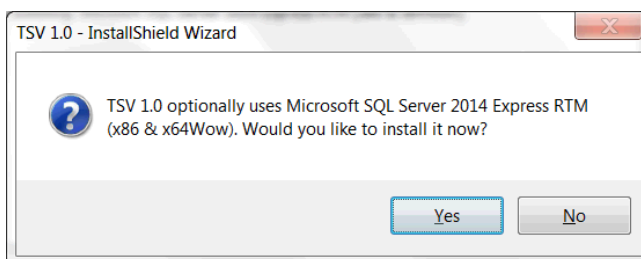 TSV 1.0 - InstallShield Wizard
TSV 1.0 optionally uses Microsoft SQL Server 2014 Express RTM
(x86 & x64Wow). Would you like to install it now?
Yes
No